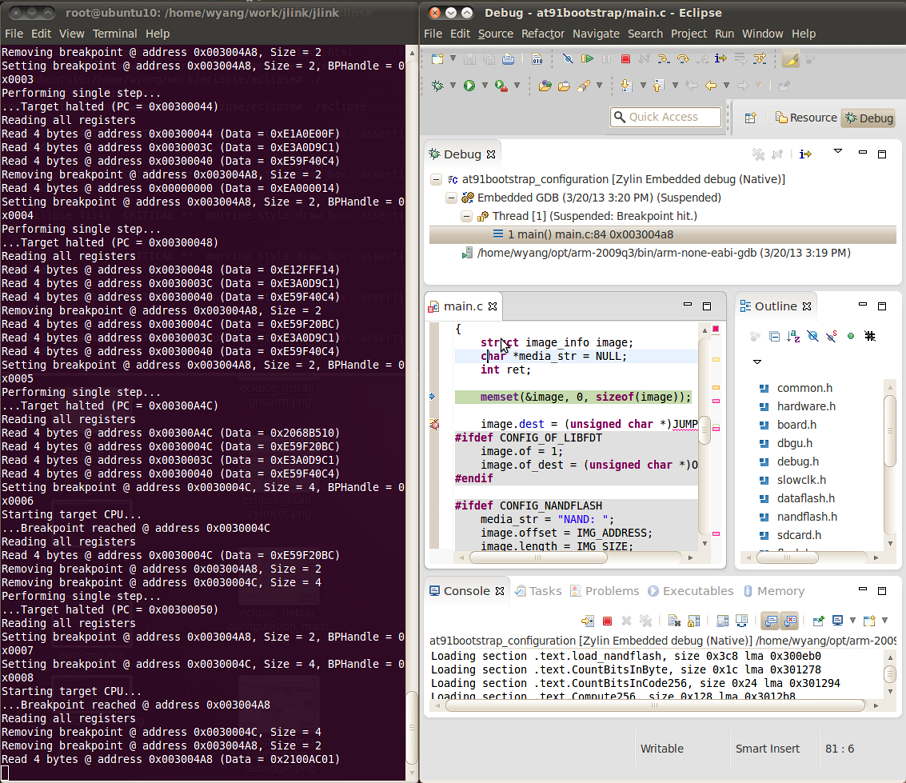 root@ubuntu10: /home/wyang/work/jlink/jlink
File Edit View Terminal Help
Removing breakpoint @ address 0x003004A8, Size = 2
Setting breakpoint @ address 0x003004A8, Size = 2, BPHandle = 0
x0003
Performing single step...
...Target halted (PC = 0x00300044)
Reading all registers
Read 4 bytes @ address 0x00300044 (Data = 0xE1A0E00F)
Read 4 bytes @ address 0x0030003C (Data = 0xE3A0D9C1)
Read 4 bytes @ address 0x00300040 (Data = 0xE59F40C4)
Removing breakpoint @ address 0x003004A8, Size = 2
Read 4 bytes @ address 0x00000000 (Data = 0xEA000014)
Setting breakpoint @ address 0x003004A8, Size = 2, BPHandle = 0
x0004
Performing single step...
...Target halted (PC = 0x00300048)
Reading all registers
Read 4 bytes @ address 0x00300048 (Data = 0xE12FFF14)
Read 4 bytes @ address 0x0030003C (Data = 0xE3A0D9C1)
Read 4 bytes @ address 0x00300040 (Data = 0xE59F40C4)
Removing breakpoint @ address 0x003004A8, Size = 2
Read 4 bytes @ address 0x0030004C (Data = 0xE59F20BC)
Read 4 bytes @ address 0x0030003C (Data = 0xE3A0D9C1)
Read 4 bytes @ address 0x00300040 (Data = 0xE59F40C4)
Setting breakpoint @ address 0x003004A8, Size = 2, BPHandle = 0
x0005
Performing single step...
...Target halted (PC = 0x00300A4C)
Reading all registers
Read 4 bytes @ address 0x00300A4C (Data = 0x2068B510)
Read 4 bytes @ address 0x0030004C (Data = 0xE59F20BC)
Read 4 bytes @ address 0x0030003C (Data = 0xE3A0D9C1)
Read 4 bytes @ address 0x00300040 (Data = 0xE59F40C4)
Setting breakpoint @ address 0x0030004C, Size = 4, BPHandle = 0
x0006
Starting target CPU...
...Breakpoint reached @ address 0x0030004C
Reading all registers
Read 4 bytes @ address 0x0030004C (Data = 0xE59F20BC)
Removing breakpoint @ address 0x003004A8, Size = 2
Removing breakpoint @ address 0x0030004C, Size = 4
Performing single step...
...Target halted (PC = 0x00300050)
Reading all registers
Setting breakpoint @ address 0x003004A8, Size = 2, BPHandle = 0
x0007
Setting breakpoint @ address 0x0030004C, Size = 4, BPHandle = 0
x0008
Starting target CPU...
...Breakpoint reached @ address 0x003004A8
Reading all registers
Removing breakpoint @ address 0x0030004C, Size = 4
Removing breakpoint @ address 0x003004A8, Size = 2
Read 4 bytes @ address 0x003004A8 (Data = 0x2100AC01)
Debug - at91bootstrap/main.c - Eclipse
File Edit Source Refactor Navigate Search Project Run Window Help
Quick Access
Resource
Debug
Debug
at91bootstrap_configuration [Zylin Embedded debug (Native)]
Embedded GDB (3/20/13 3:20 PM) (Suspended)
Thread [1] (Suspended: Breakpoint hit.)
1 main() main.c:84 0x003004a8
/home/wyang/opt/arm-2009q3/bin/arm-none-eabi-gdb (3/20/13 3:19 PM)
main.c
{
struct image_info image;
char *media_str = NULL;
int ret;
memset(&image, 0, sizeof(image));
image.dest = (unsigned char *)JUMP
#ifdef CONFIG_OF_LIBFDT
image.of = 1;
image.of_dest = (unsigned char *)O
#endif
#ifdef CONFIG_NANDFLASH
media_str = "NAND: ";
image.offset = IMG_ADDRESS;
image.length = IMG_SIZE;
Outline
common.h
hardware.h
board.h
dbgu.h
debug.h
slowclk.h
dataflash.h
nandflash.h
sdcard.h
Console
Tasks
Problems
Executables
Memory
at91bootstrap_configuration [Zylin Embedded debug (Native)] /home/wyang/opt/arm-2009
Loading section .text.load_nandflash, size 0x3c8 lma 0x300eb0
Loading section .text.CountBitsInByte, size 0x1c lma 0x301278
Loading section .text.CountBitsInCode256, size 0x24 lma 0x301294
Loading section .text.Compute256, size 0x128 lma 0x3012b8
Writable
Smart Insert
81 : 6